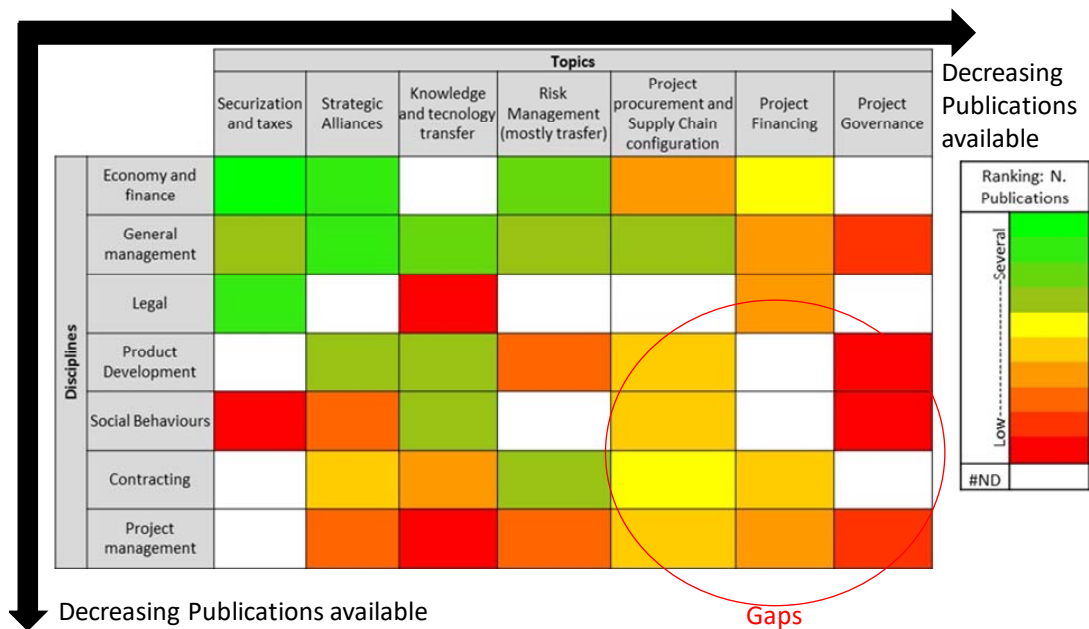 Topics
Securization
and taxes
Strategic
Alliances
Knowledge
and tecnology
transfer
Risk
Management
(mostly trasfer)
Project
procurement and
Supply Chain
configuration
Project
Financing
Project
Governance
Decreasing
Publications
available
Disciplines
Economy and
finance
General
management
Legal
Product
Development
Social Behaviours
Contracting
Project
management
Ranking: N.
Publications
Low----------------------Several
#ND
Decreasing Publications available
Gaps